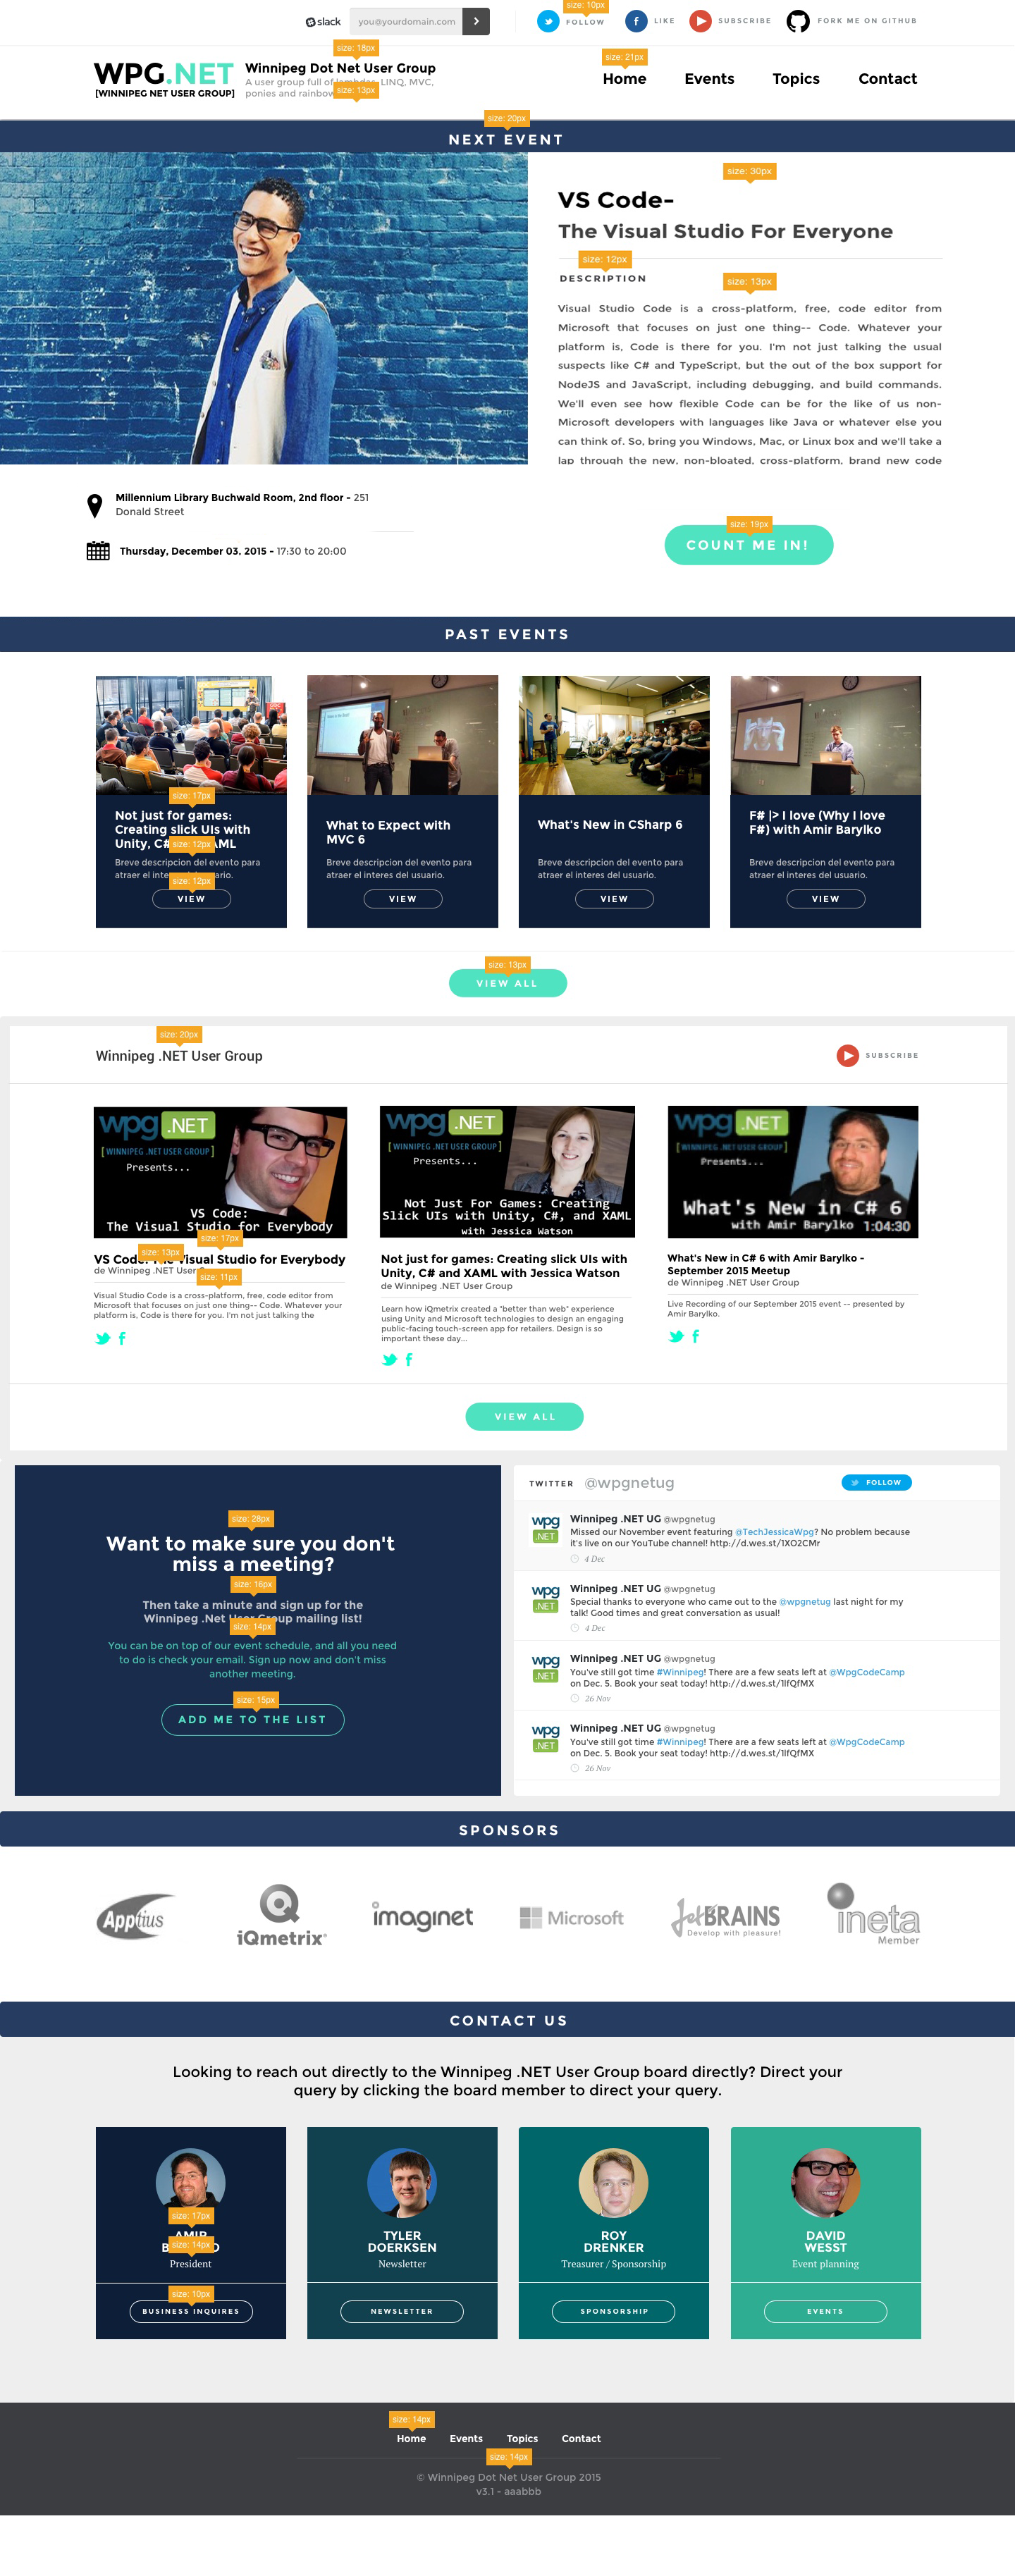 size: 10px
slack
you@yourdomain.com
FOLLOW
LIKE
SUBSCRIBE
FORK ME ON GITHUB
size: 18px
size: 21px
WPG.NET
[WINNIPEG NET USER GROUP]
Winnipeg Dot Net User Group
A user group full of LINQ, MVC,
ponies and
size: 13px
Home
Events
Topics
Contact
size: 20px
NEXT EVENT
size: 30px
VS Code-
The Visual Studio For Everyone
size: 12px
DESCRIPTION
size: 13px
Visual Studio Code is a cross-platform, free, code editor from
Microsoft that focuses on just one thing-- Code. Whatever your
platform is, Code is there for you. I'm not just talking the usual
suspects like C# and TypeScript, but the out of the box support for
NodeJS and JavaScript, including debugging, and build commands.
We'll even see how flexible Code can be for the like of us non-
Microsoft developers with languages like Java or whatever else you
can think of. So, bring you Windows, Mac, or Linux box and we'll take a
lap through the new, non-bloated, cross-platform, brand new code
Millennium Library Buchwald Room, 2nd floor - 251
Donald Street
Thursday, December 03, 2015 - 17:30 to 20:00
size: 19px
COUNT ME IN!
PAST EVENTS
size: 17px
Not just for games:
Creating slick UIs with
Unity, C#
size: 12px
Breve descripcion del evento para
atraer el
size: 12px
VIEW
What to Expect with
MVC 6
Breve descripcion del evento para
atraer el interes del usuario.
VIEW
What's New in CSharp 6
Breve descripcion del evento para
atraer el interes del usuario.
VIEW
F# |> I love (Why I love
F#) with Amir Barylko
Breve descripcion del evento para
atraer el interes del usuario.
VIEW
size: 13px
VIEW ALL
size: 20px
Winnipeg .NET User Group
SUBSCRIBE
wpg .NET
[WINNIPEG .NET USER GROUP]
Presents...
VS Code:
The Visual Studio for Everybody
size: 17px
size: 13px
VS Code: Visual Studio for Everybody
de Winnipeg .NET User
size: 11px
Visual Studio Code is a cross-platform, free, code editor from
Microsoft that focuses on just one thing-- Code. Whatever your
platform is, Code is there for you. I'm not just talking the
wpg .NET
[WINNIPEG .NET USER GROUP]
Presents...
Not Just For Games: Creating
Slick UIs with Unity, C#, and XAML
with Jessica Watson
Not just for games: Creating slick UIs with
Unity, C# and XAML with Jessica Watson
de Winnipeg .NET User Group
Learn how iQmetrix created a "better than web" experience
using Unity and Microsoft technologies to design an engaging
public-facing touch-screen app for retailers. Design is so
important these day...
wpg .NET
[WINNIPEG .NET USER GROUP]
Presents...
What's New in C# 6
with Amir Barylko
1:04:30
What's New in C# 6 with Amir Barylko -
September 2015 Meetup
de Winnipeg .NET User Group
Live Recording of our September 2015 event -- presented by
Amir Barylko.
VIEW ALL
size: 28px
Want to make sure you don't
miss a meeting?
size: 16px
Then take a minute and sign up for the
Winnipeg .Net User Group mailing list!
size: 14px
You can be on top of our event schedule, and all you need
to do is check your email. Sign up now and don't miss
another meeting.
size: 15px
ADD ME TO THE LIST
TWITTER @wpgnetug
FOLLOW
wpg
.NET
Winnipeg .NET UG @wpgnetug
Missed our November event featuring @TechJessicaWpg? No problem because
it's live on our YouTube channel! http://d.wes.st/1XO2CMr
4 Dec
wpg
.NET
Winnipeg .NET UG @wpgnetug
Special thanks to everyone who came out to the @wpgnetug last night for my
talk! Good times and great conversation as usual!
4 Dec
wpg
.NET
Winnipeg .NET UG @wpgnetug
You've still got time #Winnipeg! There are a few seats left at @WpgCodeCamp
on Dec. 5. Book your seat today! http://d.wes.st/1lfQfMX
26 Nov
wpg
.NET
Winnipeg .NET UG @wpgnetug
You've still got time #Winnipeg! There are a few seats left at @WpgCodeCamp
on Dec. 5. Book your seat today! http://d.wes.st/1lfQfMX
26 Nov
SPONSORS
Apptius
iQmetrix
imaginet
Microsoft
JetBRAINS
Develop with pleasure!
ineta
Member
CONTACT US
Looking to reach out directly to the Winnipeg .NET User Group board directly? Direct your
query by clicking the board member to direct your query.
size: 17px
AMIR
size: 14px
President
size: 10px
BUSINESS INQUIRES
TYLER
DOERKSEN
Newsletter
NEWSLETTER
ROY
DRENKER
Treasurer / Sponsorship
SPONSORSHIP
DAVID
WESST
Event planning
EVENTS
size: 14px
Home
Events
Topics
Contact
size: 14px
© Winnipeg Dot Net User Group 2015
v3.1 - aaabbb